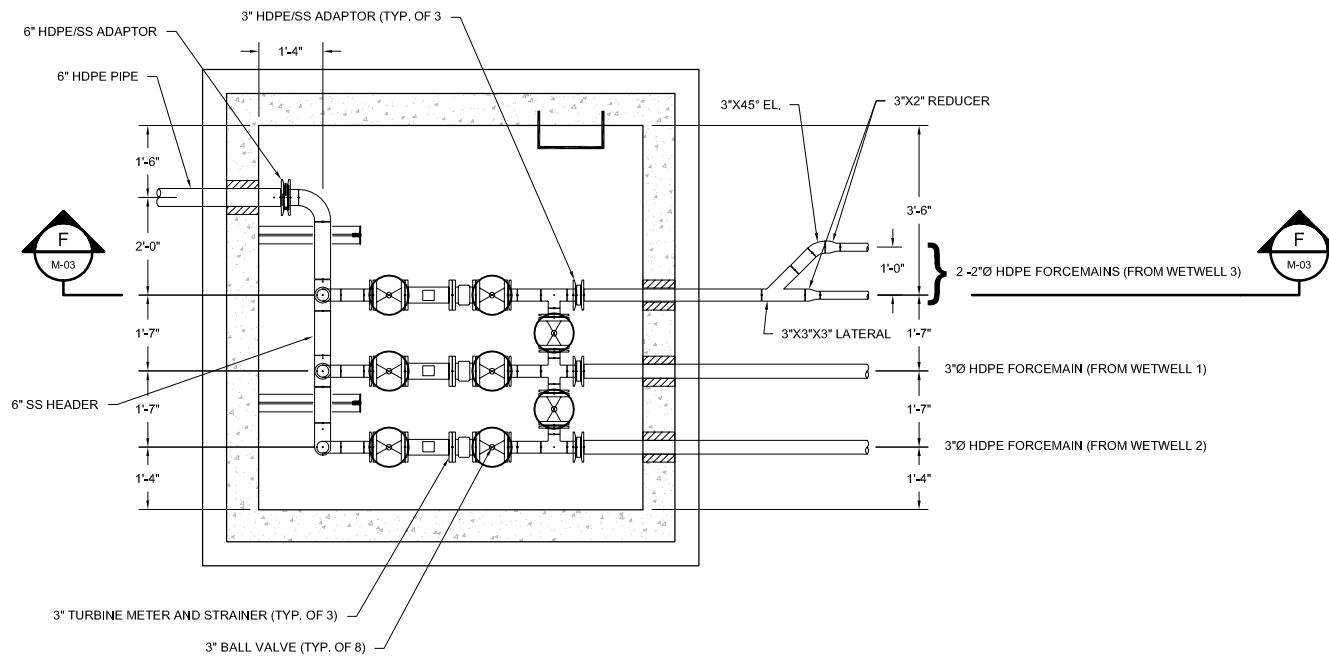 3" HDPE/SS ADAPTOR (TYP. OF 3
6" HDPE/SS ADAPTOR
1'-4"
6" HDPE PIPE
3"X45° EL.
3"X2" REDUCER
1'-6"
3'-6"
F
M-03
2'-0"
1'-0"
2 -2"Ø HDPE FORCEMAINS (FROM WETWELL 3)
F
M-03
1'-7"
3"X3"X3" LATERAL
1'-7"
3"Ø HDPE FORCEMAIN (FROM WETWELL 1)
6" SS HEADER
1'-7"
1'-7"
3"Ø HDPE FORCEMAIN (FROM WETWELL 2)
1'-4"
1'-4"
3" TURBINE METER AND STRAINER (TYP. OF 3)
3" BALL VALVE (TYP. OF 8)